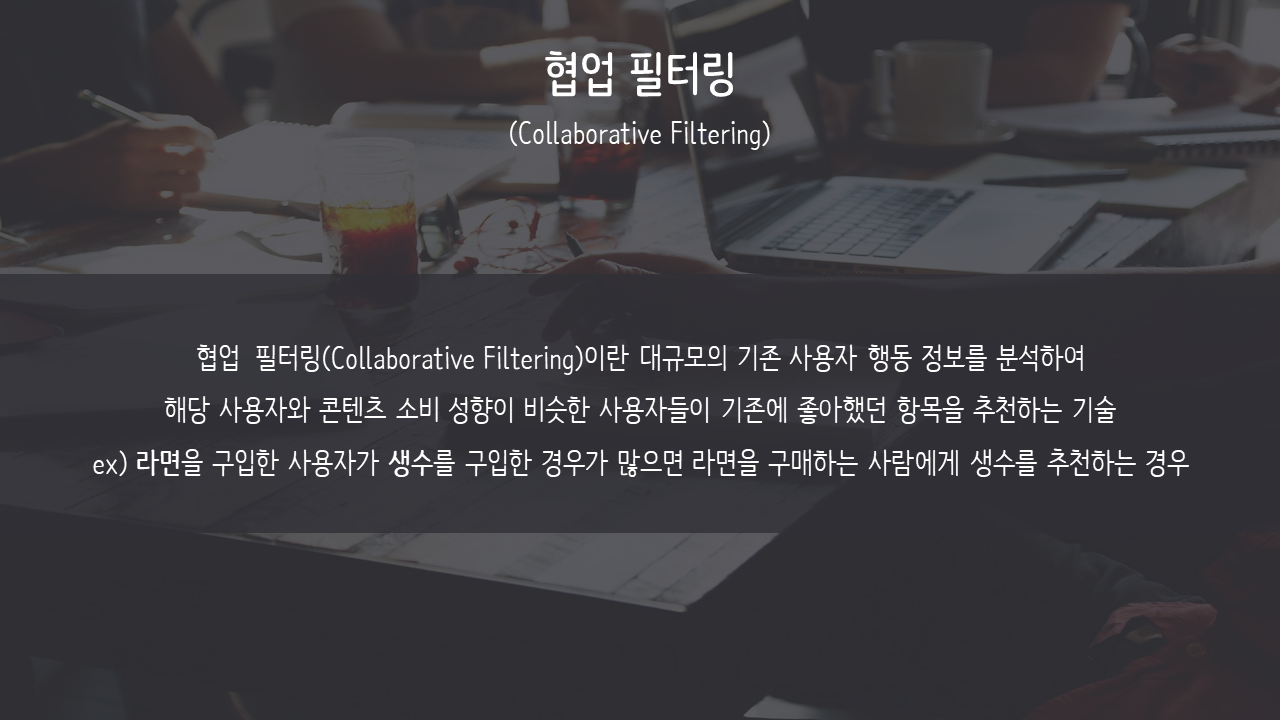 협업 필터링
(Collaborative Filtering)
협업 필터링(Collaborative Filtering)이란 대규모의 기존 사용자 행동 정보를 분석하여
해당 사용자와 콘텐츠 소비 성향이 비슷한 사용자들이 기존에 좋아했던 항목을 추천하는 기술
ex) 라면을 구입한 사용자가 생수를 구입한 경우가 많으면 라면을 구매하는 사람에게 생수를 추천하는 경우